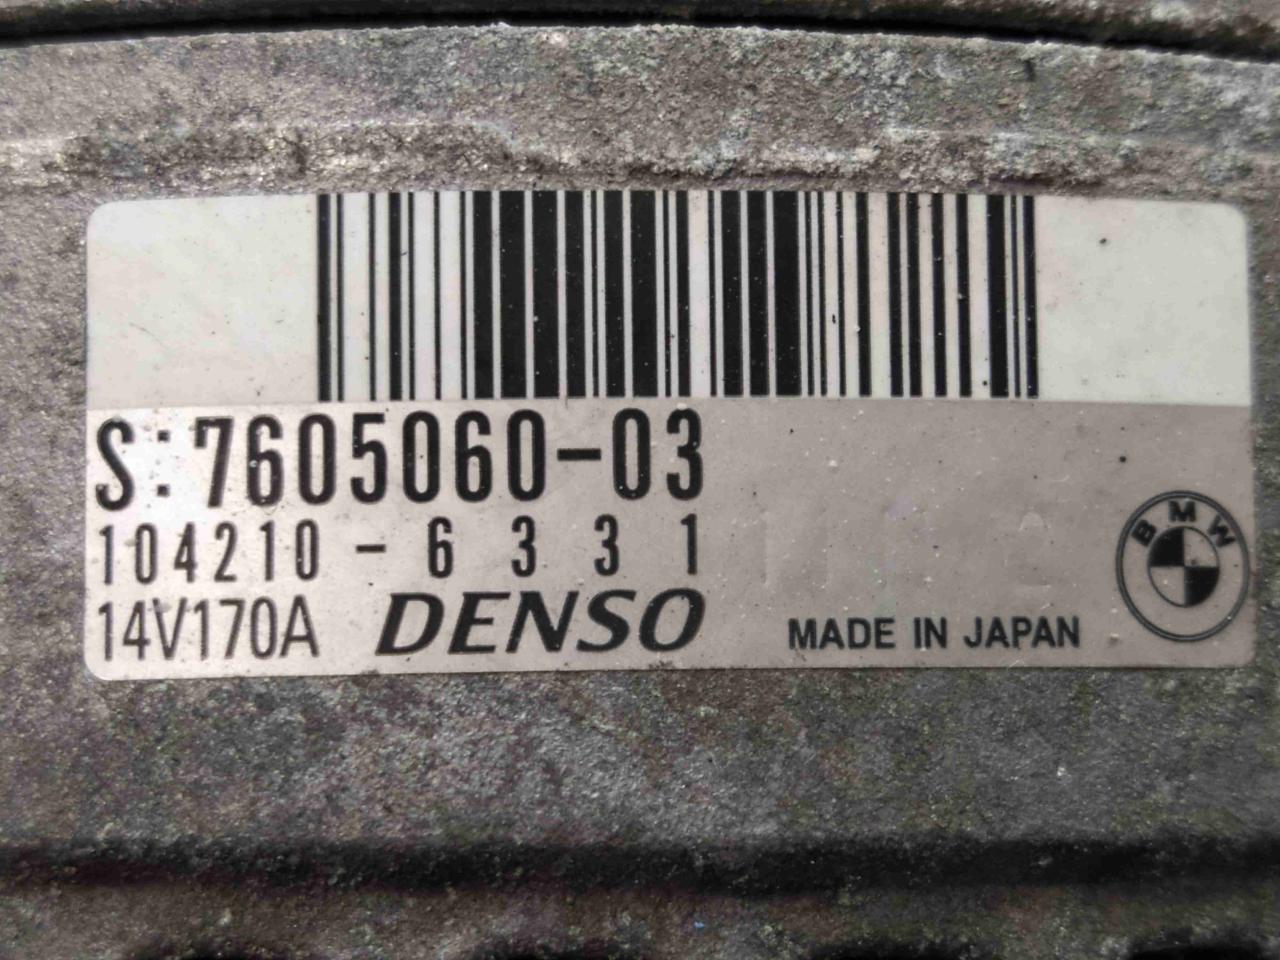 S:7605060-03
104210-6331
14V170A DENSO MADE IN JAPAN
BMW